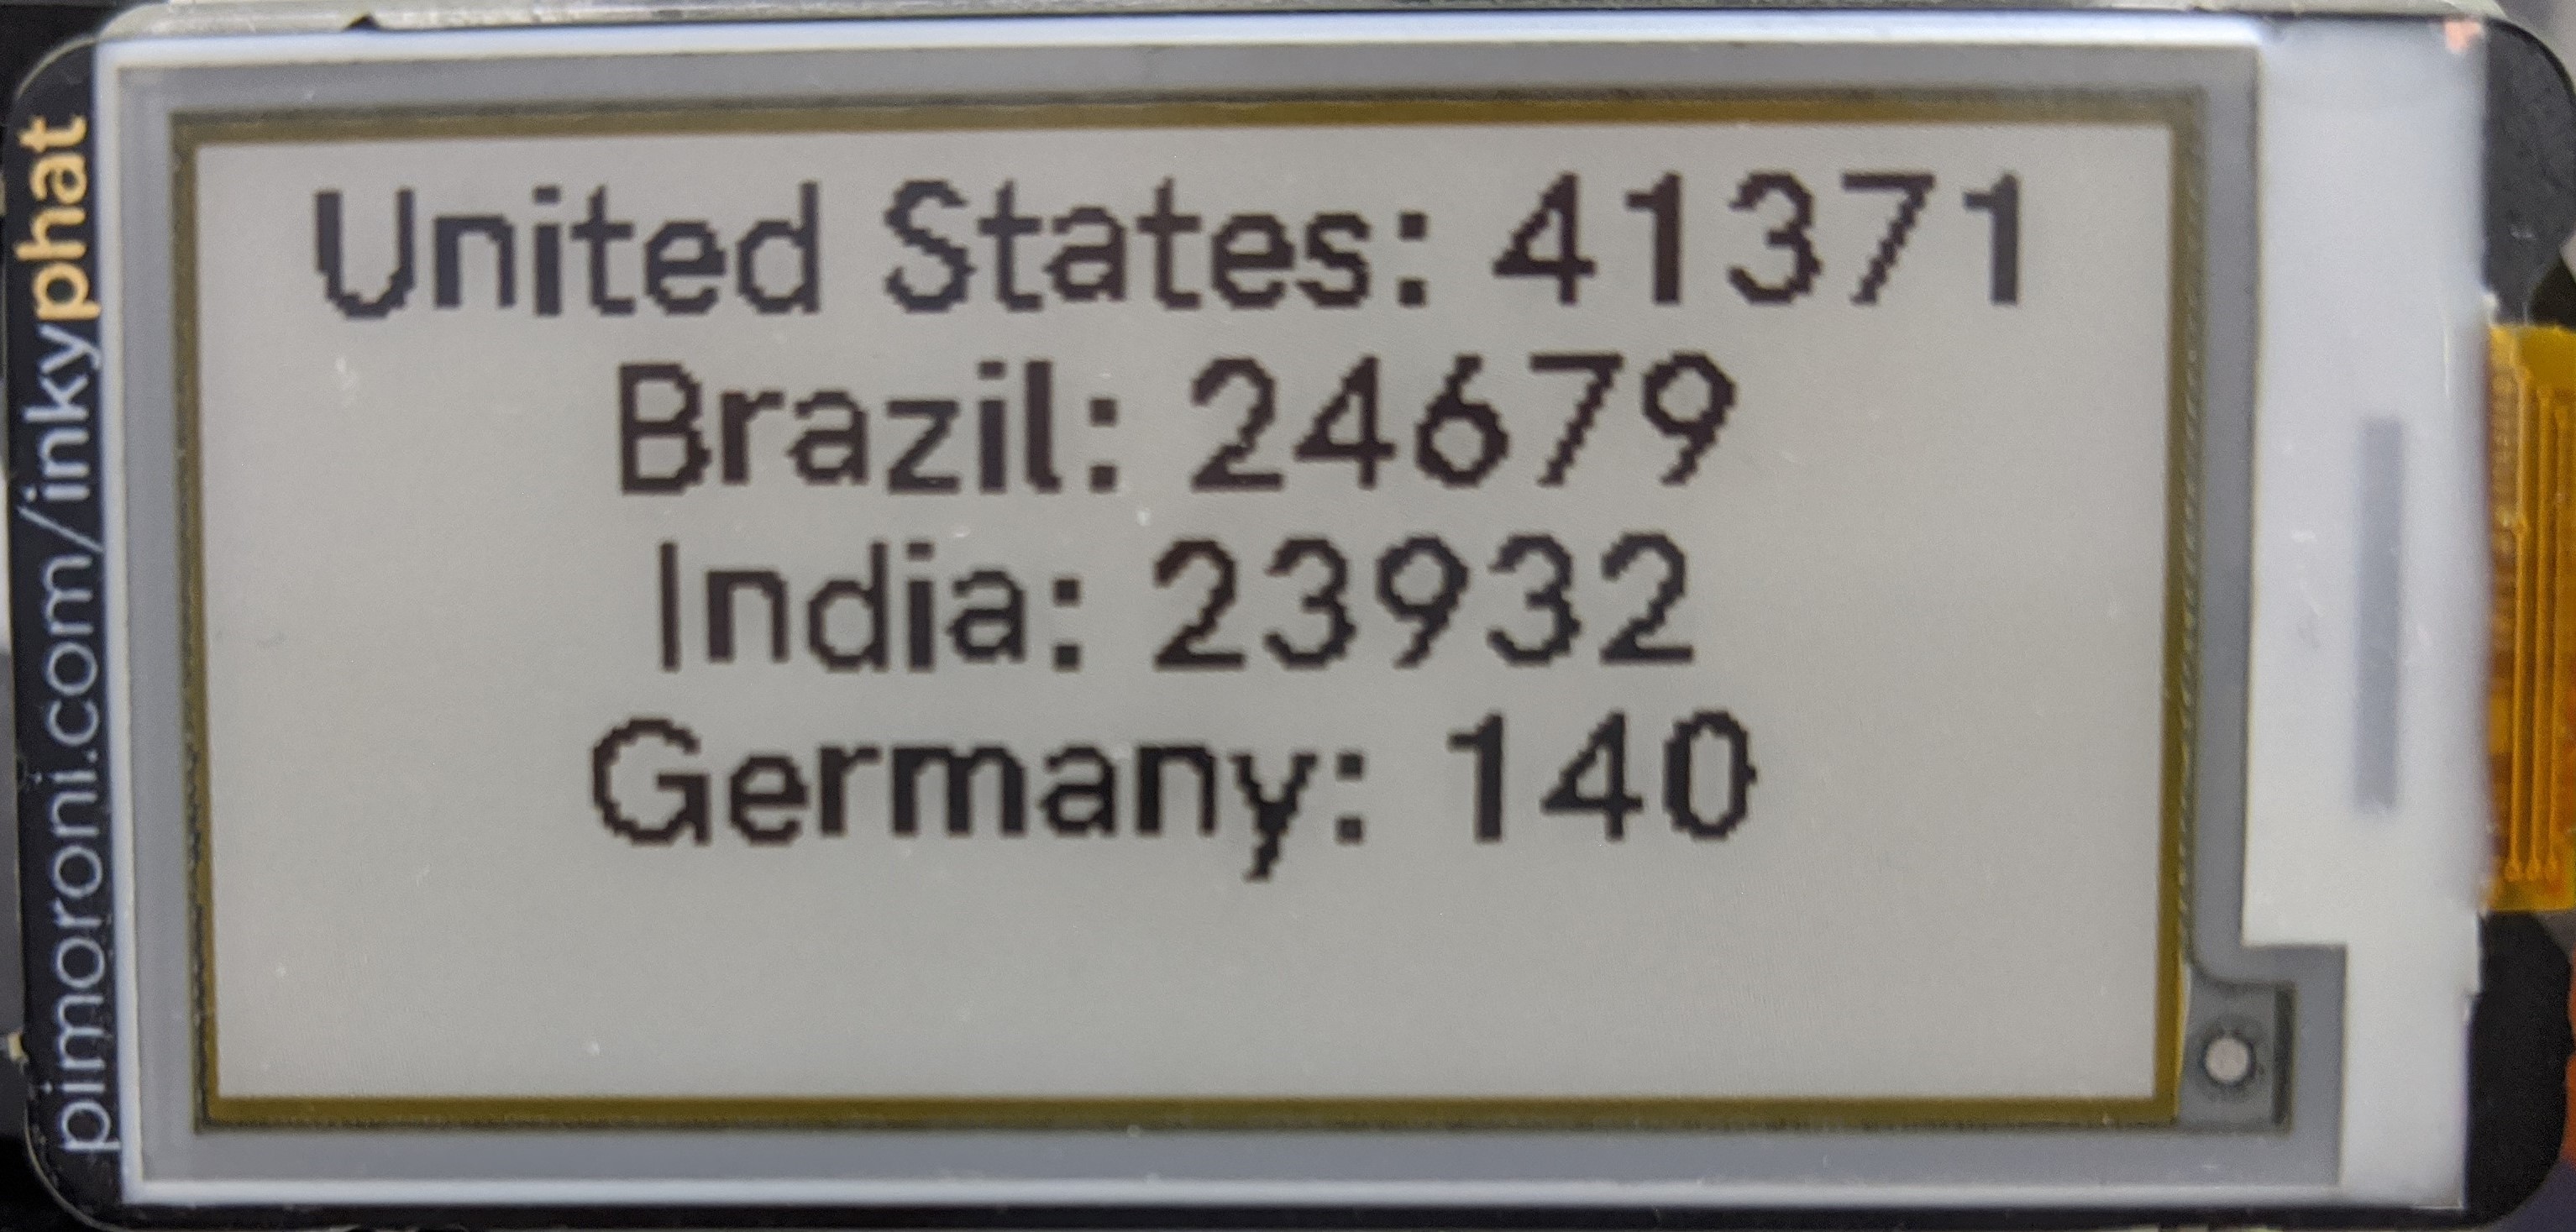 United States: 41371
Brazil: 24679
India: 23932
Germany: 140
pimoroni.com/inkyphat